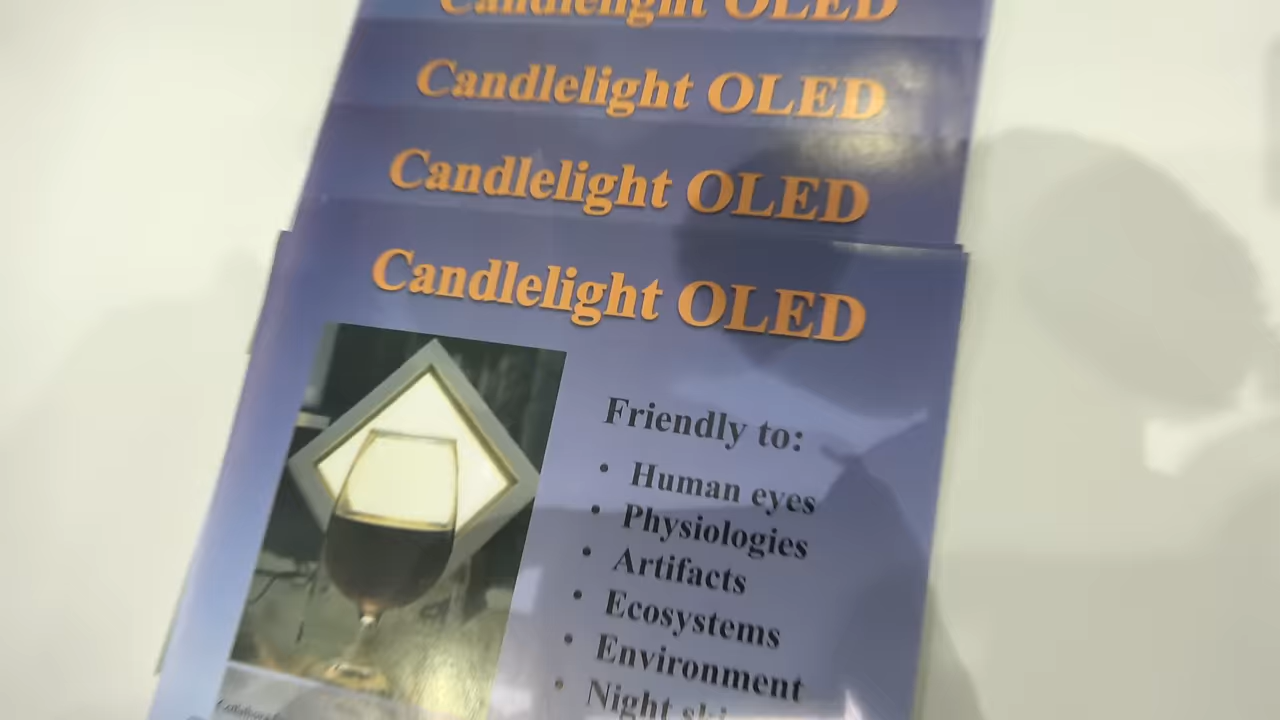 Candlelight OLED
Candlelight OLED
Candlelight OLED
Candlelight OLED
Friendly to:
• Human eyes
• Physiologies
• Artifacts
• Ecosystems
• Environment
• Night